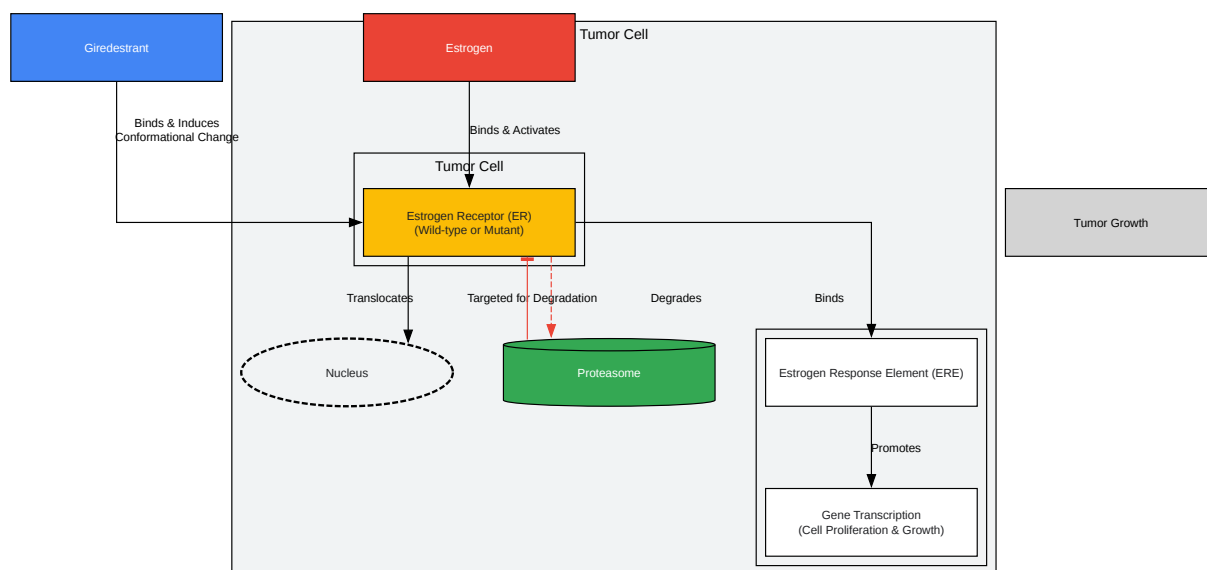 Giredestrant
Estrogen
Tumor Cell
Binds & Induces
Conformational Change
Binds & Activates
Tumor Cell
Estrogen Receptor (ER)
(Wild-type or Mutant)
Tumor Growth
Translocates
Targeted for Degradation
Degrades
Binds
Nucleus
Proteasome
Estrogen Response Element (ERE)
Promotes
Gene Transcription
(Cell Proliferation & Growth)